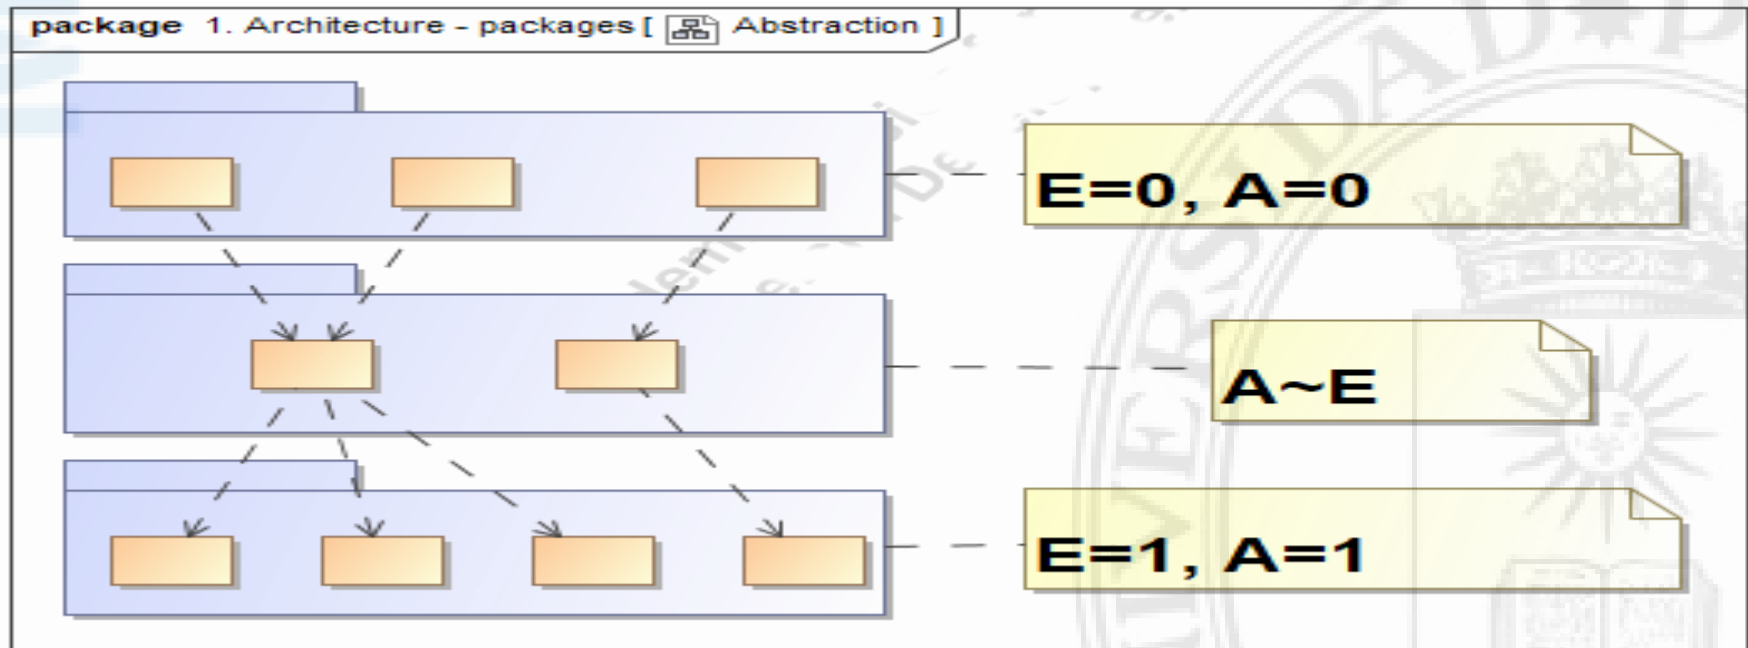 package 1. Architecture - packages [ Abstraction ]
E=0, A=0
A~E
E=1, A=1